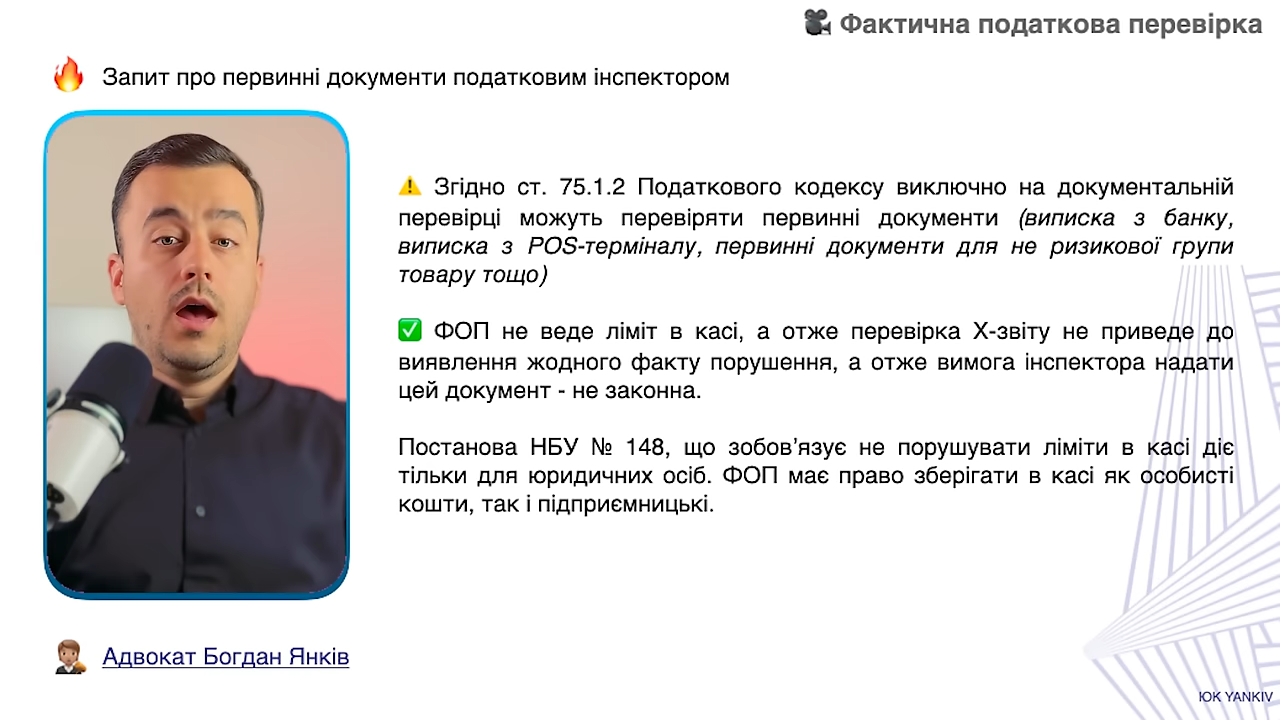 Фактична податкова перевірка
Запит про первинні документи податковим інспектором
Згідно ст. 75.1.2 Податкового кодексу виключно на документальній
перевірці можуть перевіряти первинні документи (виписка з банку,
виписка з POS-терміналу, первинні документи для не ризикової групи
товару тощо)
ФОП не веде ліміт в касі, а отже перевірка Х-звіту не приведе до
виявлення жодного факту порушення, а отже вимога інспектора надати
цей документ - не законна.
Постанова НБУ № 148, що зобов’язує не порушувати ліміти в касі діє
тільки для юридичних осіб. ФОП має право зберігати в касі як особисті
кошти, так і підприємницькі.
Адвокат Богдан Янків
ЮК YANKIV